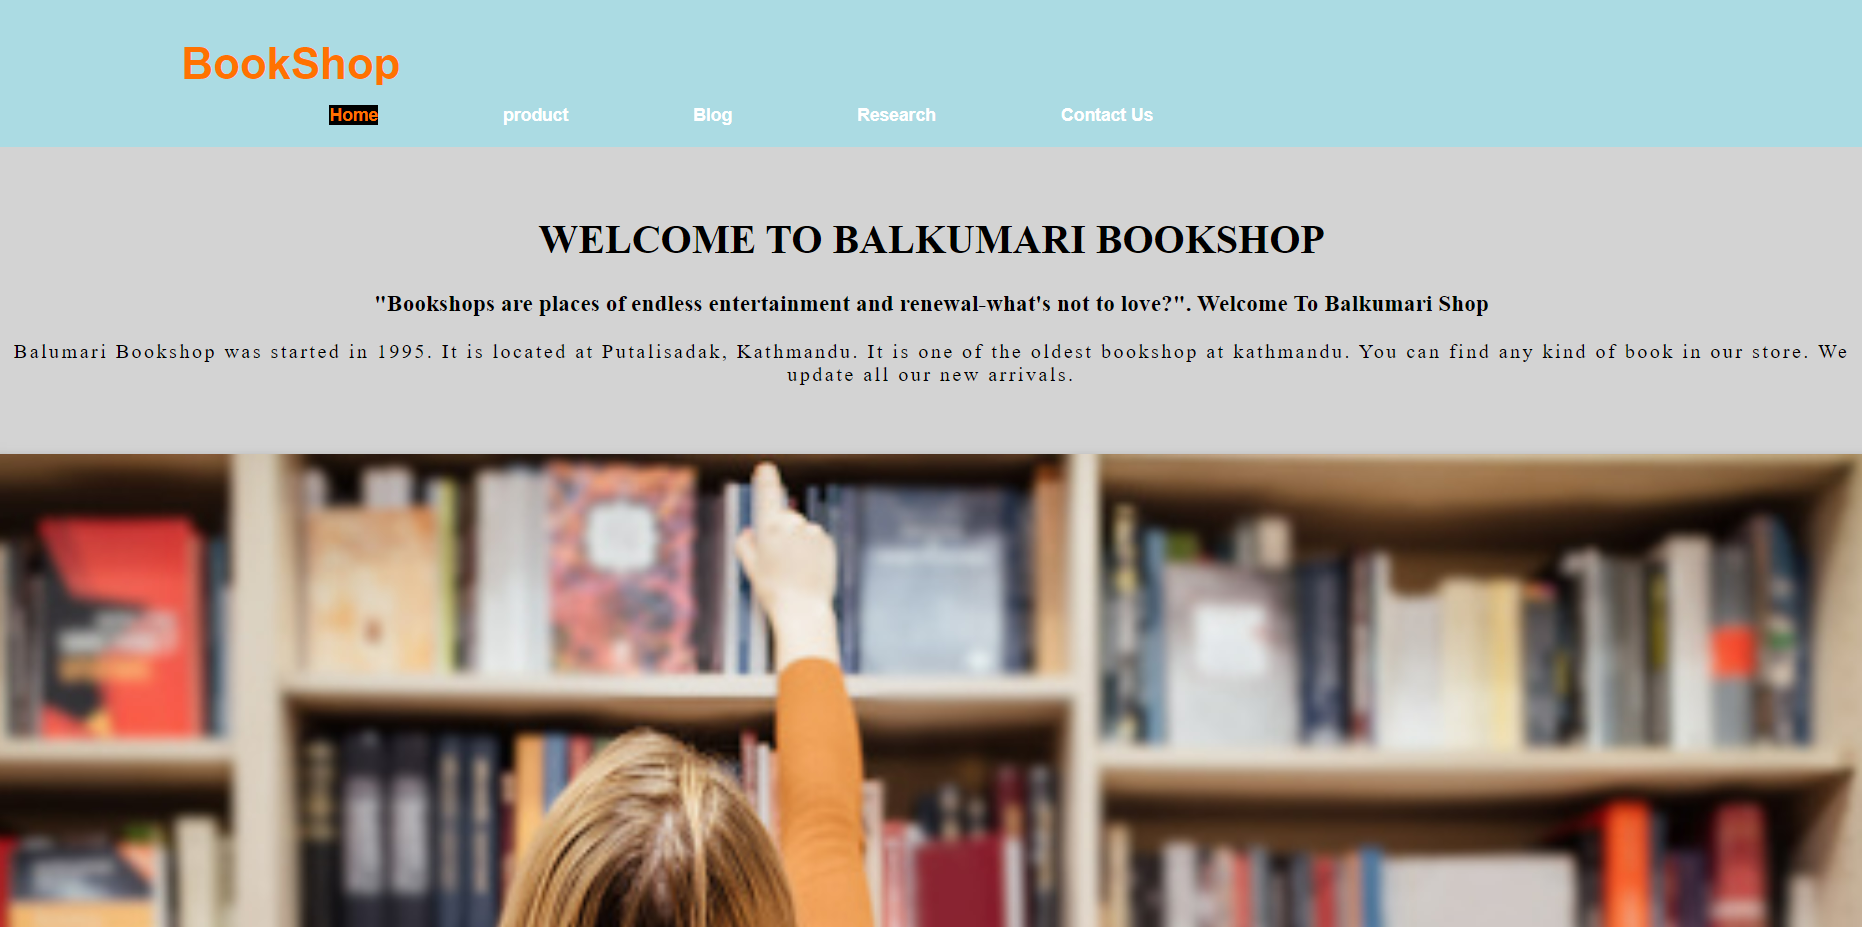 BookShop
Home product Blog Research Contact Us
WELCOME TO BALKUMARI BOOKSHOP
"Bookshops are places of endless entertainment and renewal-what's not to love?". Welcome To Balkumari Shop
Balumari Bookshop was started in 1995. It is located at Putalisadak, Kathmandu. It is one of the oldest bookshop at kathmandu. You can find any kind of book in our store. We
update all our new arrivals.